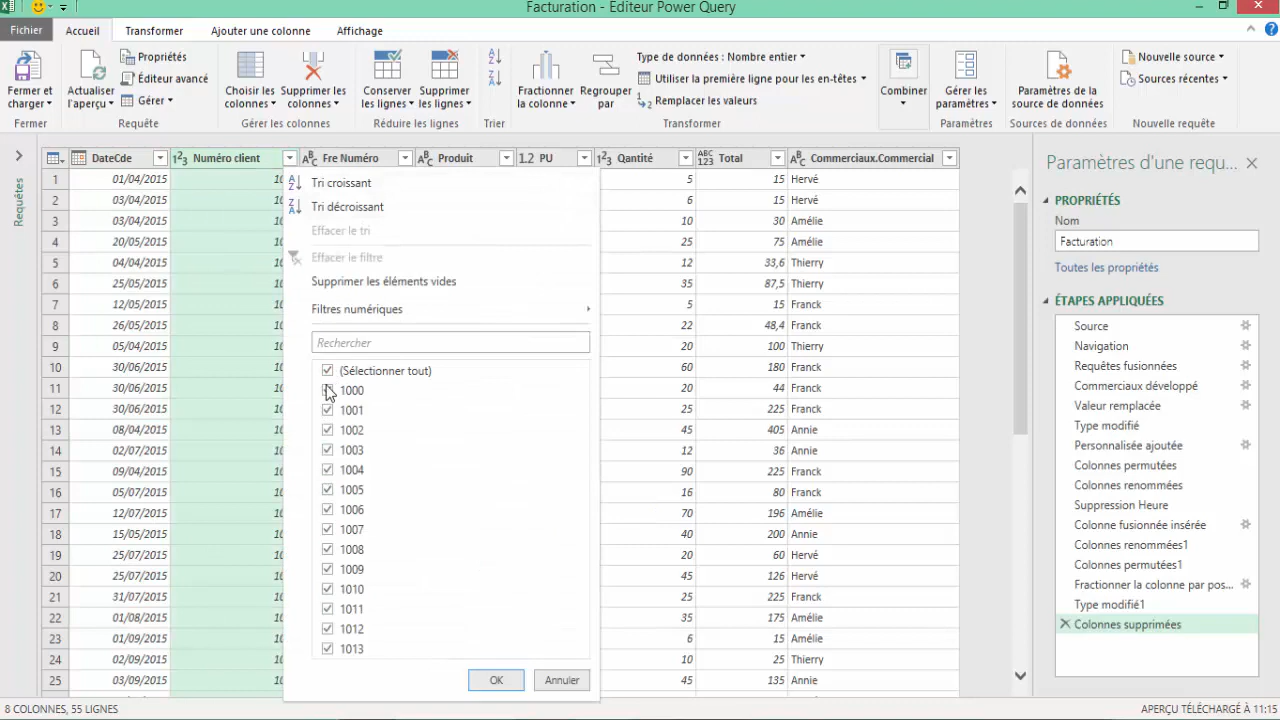 Facturation - Editeur Power Query
Fichier
Accueil
Transformer
Ajouter une colonne
Affichage
Fermer et charger
Actualiser l'aperçu
Propriétés
Éditeur avancé
Gérer
Choisir les colonnes
Supprimer les colonnes
Conserver les lignes
Supprimer les lignes
Fractionner la colonne
Regrouper par
Type de données : Nombre entier
Utiliser la première ligne pour les en-têtes
Remplacer les valeurs
Combiner
Gérer les paramètres
Paramètres de la source de données
Nouvelle source
Sources récentes
Fermer
Requête
Gérer les colonnes
Réduire les lignes
Trier
Transformer
Paramètres
Sources de données
Nouvelle requête
Requêtes
DateCde Numéro client Fre Numéro Produit PU Qantité Total Commerciaux.Commercial
1 01/04/2015 5 15 Hervé
2 03/04/2015 6 15 Hervé
3 03/04/2015 10 30 Amélie
4 20/05/2015 25 75 Amélie
5 04/04/2015 12 33,6 Thierry
6 25/05/2015 35 87,5 Thierry
7 12/05/2015 5 15 Franck
8 26/05/2015 22 48,4 Franck
9 05/04/2015 20 100 Thierry
10 30/06/2015 60 180 Franck
11 30/06/2015 20 44 Franck
12 30/06/2015 25 225 Franck
13 08/04/2015 45 405 Annie
14 02/07/2015 12 36 Annie
15 09/04/2015 90 225 Franck
16 05/07/2015 16 80 Franck
17 12/07/2015 70 196 Amélie
18 15/05/2015 40 200 Annie
19 25/07/2015 20 60 Hervé
20 25/07/2015 45 126 Hervé
21 31/07/2015 25 225 Franck
22 01/08/2015 35 175 Amélie
23 01/09/2015 6 15 Amélie
24 02/09/2015 10 25 Thierry
25 03/09/2015 45 135 Annie
Tri croissant
Tri décroissant
Effacer le tri
Effacer le filtre
Supprimer les éléments vides
Filtres numériques
Rechercher
(Sélectionner tout)
1000
1001
1002
1003
1004
1005
1006
1007
1008
1009
1010
1011
1012
1013
OK
Annuler
Paramètres d'une requ...
PROPRIÉTÉS
Nom
Facturation
Toutes les propriétés
ÉTAPES APPLIQUÉES
Source
Navigation
Requêtes fusionnées
Commerciaux développé
Valeur remplacée
Type modifié
Personnalisée ajoutée
Colonnes permutées
Colonnes renommées
Suppression Heure
Colonne fusionnée insérée
Colonnes renommées1
Colonnes permutées1
Fractionner la colonne par pos...
Type modifié1
Colonnes supprimées
8 COLONNES, 55 LIGNES
APERÇU TÉLÉCHARGÉ À 11:15